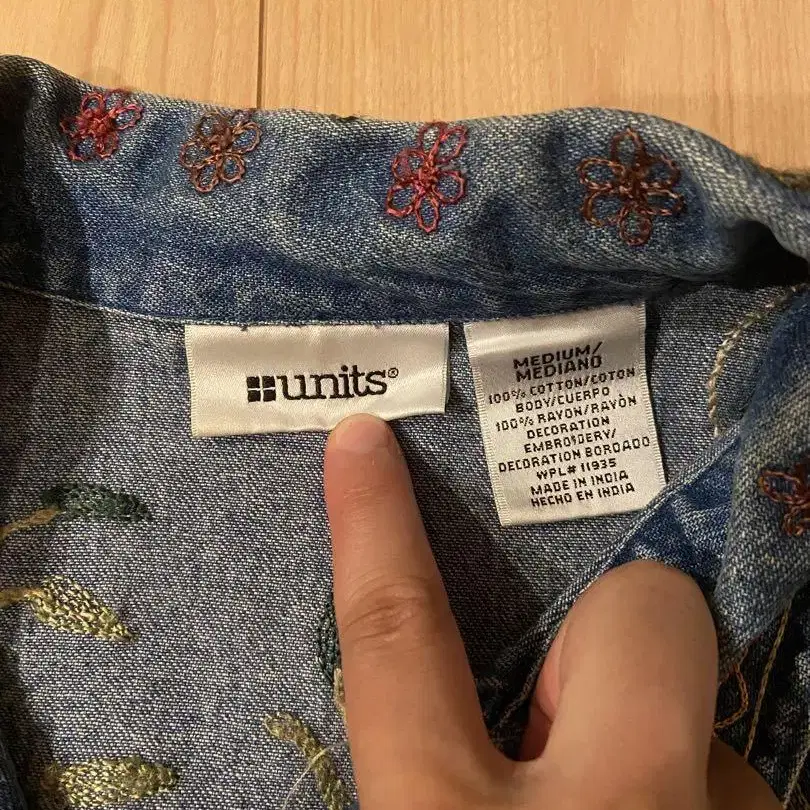 units®
MEDIUM/
MEDIANO
100% COTTON/COTON
BODY/CUERPO
100% RAYON/RAYÒN
DECORATION
EMBROIDERY/
DECORATION BORDADO
WPL# 11935
MADE IN INDIA
HECHO EN INDIA